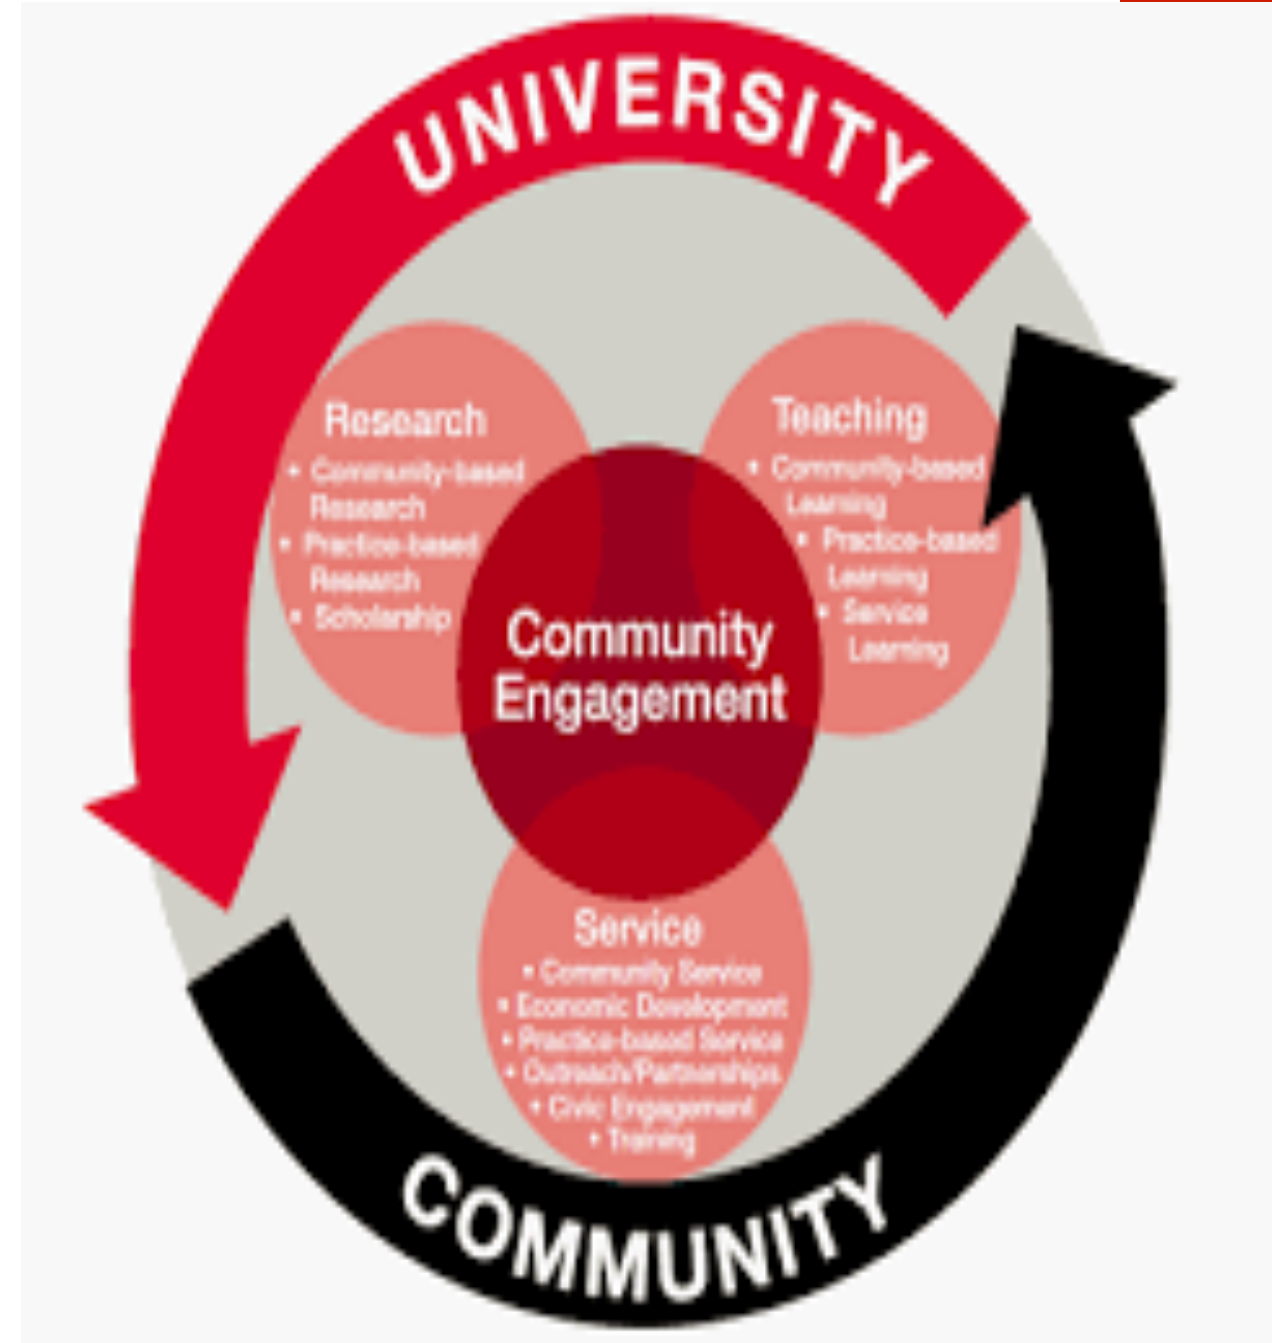 UNIVERSITY
Research
• Community-based
Research
• Practice-based
Research
• Scholarship
Teaching
• Community-based
Learning
• Practice-based
Learning
• Service
Learning
Community
Engagement
Service
• Community Service
• Economic Development
• Practice-based Service
• Outreach/Partnerships
• Civic Engagement
• Training
COMMUNITY